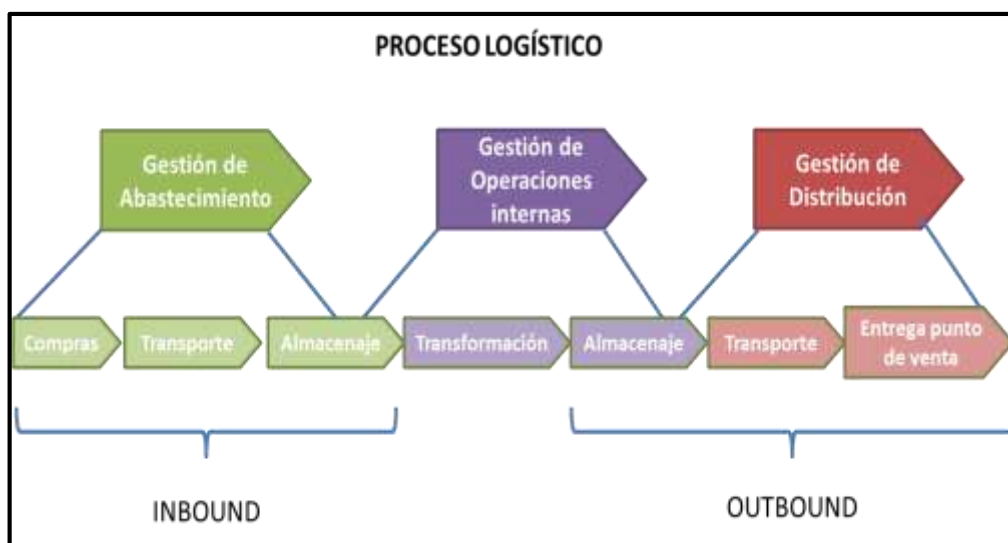 PROCESO LOGÍSTICO
Gestión de
Abastecimiento
Gestión de
Operaciones
internas
Gestión de
Distribución
Compras
Transporte
Almacenaje
Transformación
Almacenaje
Transporte
Entrega punto
de venta
INBOUND
OUTBOUND